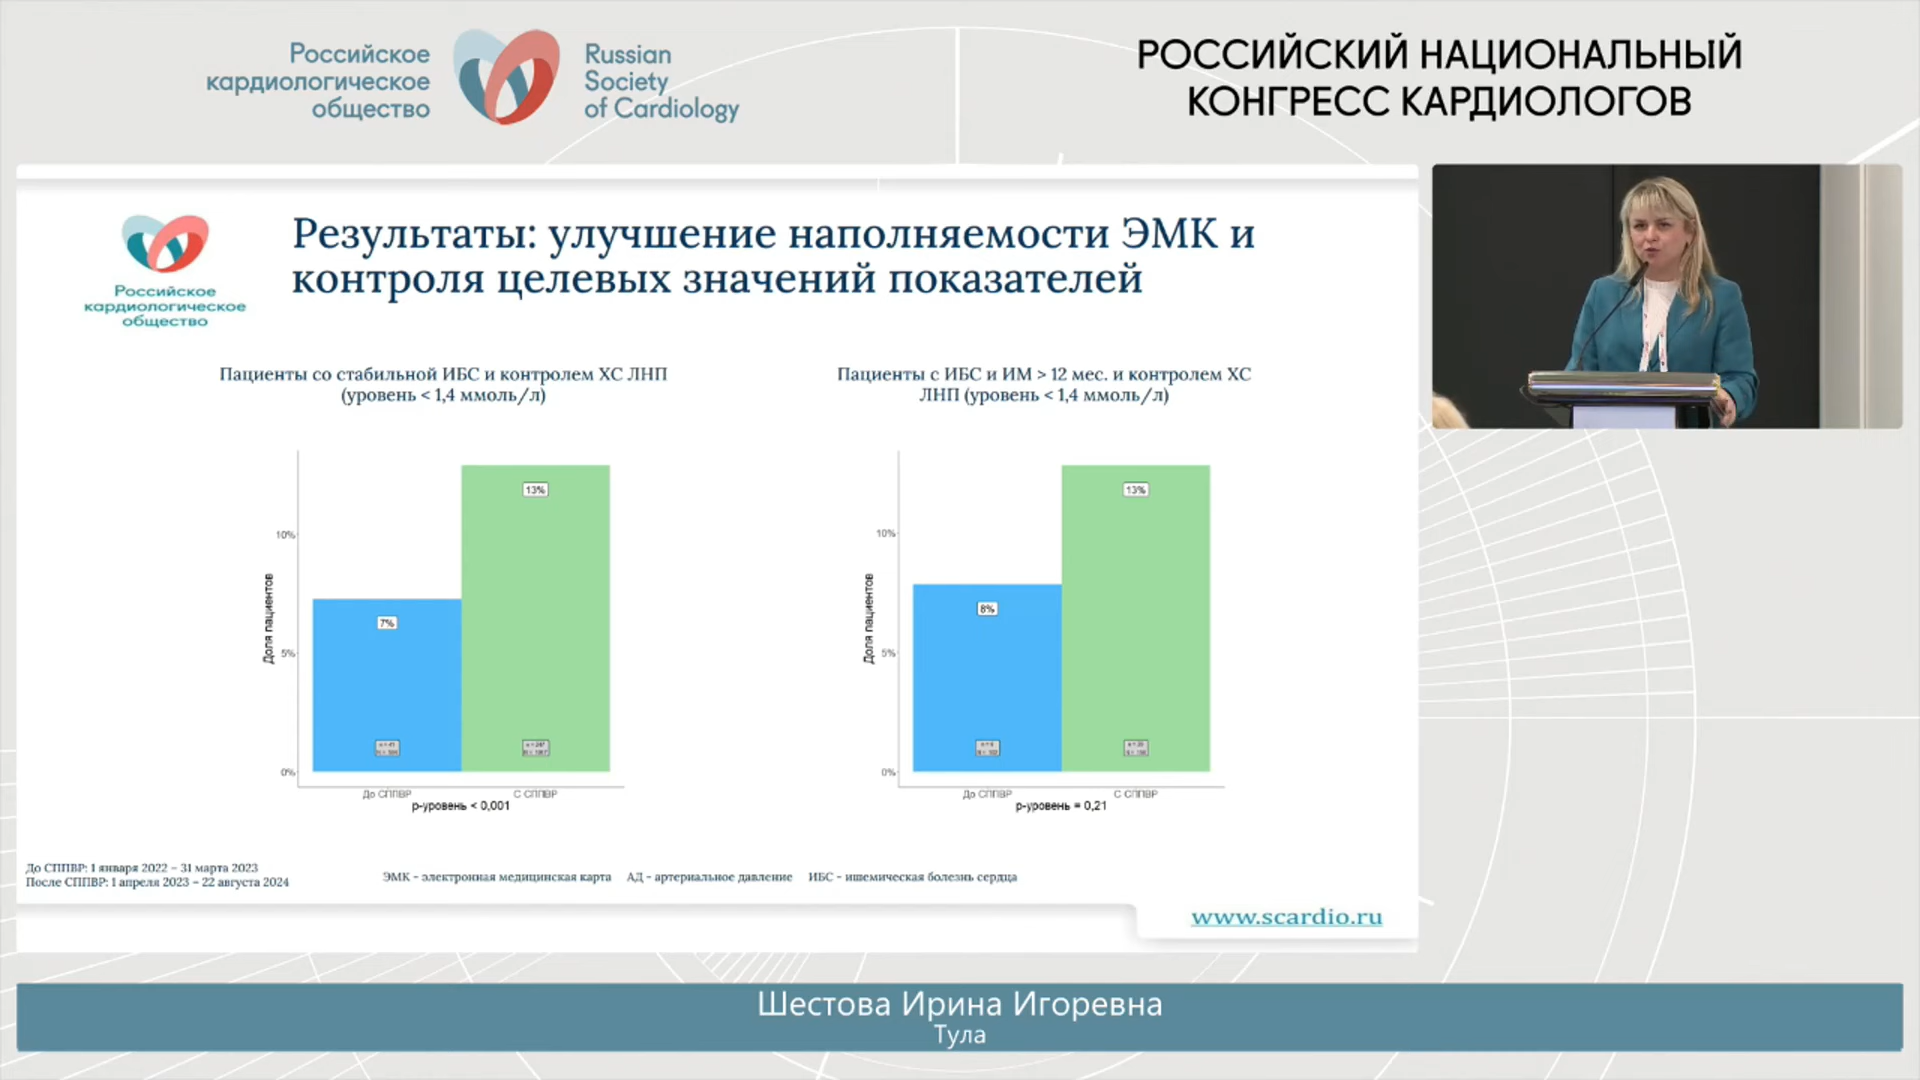 Российское
кардиологическое
общество
Russian
Society
of Cardiology
РОССИЙСКИЙ НАЦИОНАЛЬНЫЙ
КОНГРЕСС КАРДИОЛОГОВ
Российское
кардиологическое
общество
Результаты: улучшение наполняемости ЭМК и
контроля целевых значений показателей
Пациенты со стабильной ИБС и контролем ХС ЛНП
(уровень < 1,4 ммоль/л)
Доля пациентов
10%
5%
0%
7%
13%
До СППВР
С СППВР
р-уровень < 0,001
Пациенты с ИБС и ИМ > 12 мес. и контролем ХС
ЛНП (уровень < 1,4 ммоль/л)
Доля пациентов
10%
5%
0%
8%
13%
До СППВР
С СППВР
р-уровень = 0,21
До СППВР: 1 января 2022 – 31 марта 2023
После СППВР: 1 апреля 2023 – 22 августа 2024
ЭМК - электронная медицинская карта АД - артериальное давление ИБС - ишемическая болезнь сердца
www.scardio.ru
Шестова Ирина Игоревна
Тула